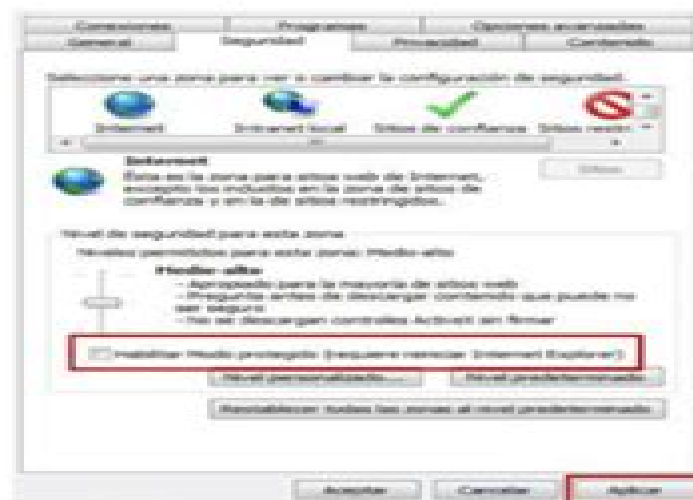 Conexiones Programas Opciones avanzadas
General Seguridad Privacidad Contenido
Seleccione una zona para ver o cambiar la configuración de seguridad.
Internet Intranet local Sitios de confianza Sitios restri
Internet
Esta es la zona para sitios web de Internet,
excepto los incluidos en la zona de sitios de
confianza y en la de sitios restringidos.
Sitios
Nivel de seguridad para esta zona
Niveles permitidos para esta zona: Medio-alto
Medio-alto
- Apropiado para la mayoría de sitios web
- Pregunta antes de descargar contenido que puede no
ser seguro
- No se descargan controles ActiveX sin firmar
Habilitar Modo protegido (requiere reiniciar Internet Explorer)
Nivel personalizado... Nivel predeterminado
Restablecer todas las zonas al nivel predeterminado
Aceptar Cancelar Aplicar